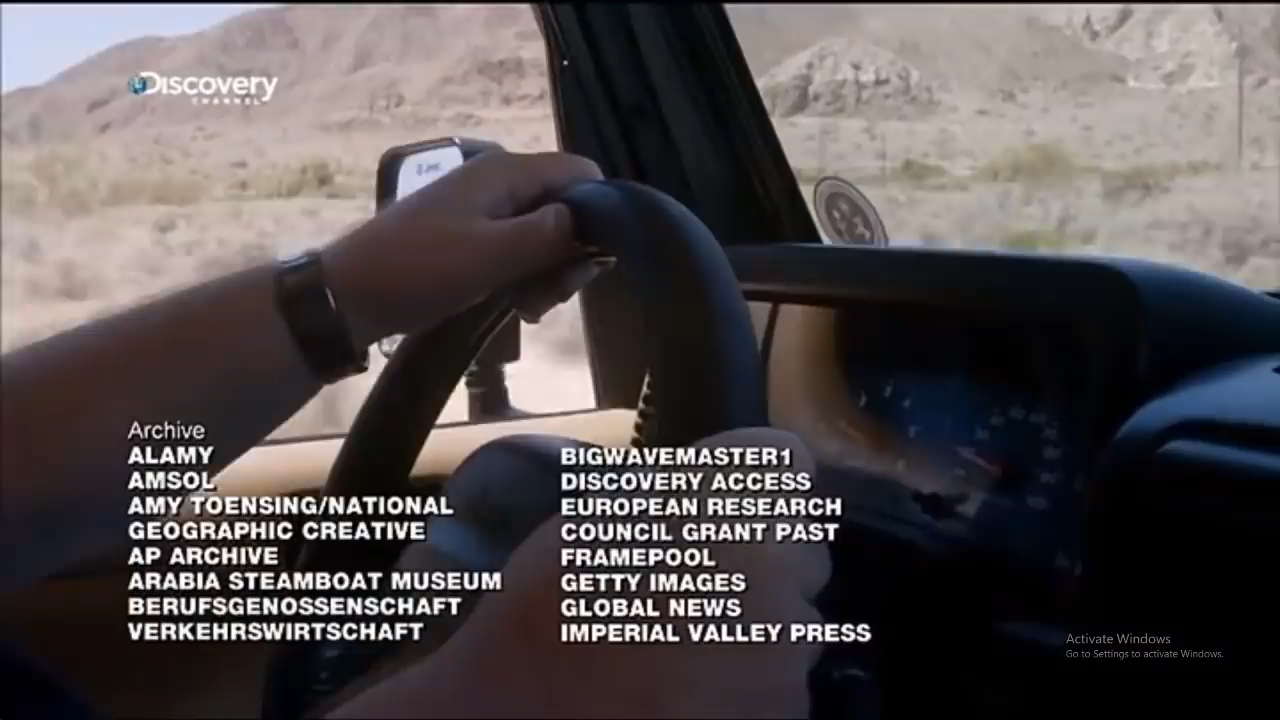 Discovery
CHANNEL
Jeep
Archive
ALAMY
AMSOL
AMY TOENSING/NATIONAL
GEOGRAPHIC CREATIVE
AP ARCHIVE
ARABIA STEAMBOAT MUSEUM
BERUFSGENOSSENSCHAFT
VERKEHRSWIRTSCHAFT
BIGWAVEMASTER1
DISCOVERY ACCESS
EUROPEAN RESEARCH
COUNCIL GRANT PAST
FRAMEPOOL
GETTY IMAGES
GLOBAL NEWS
IMPERIAL VALLEY PRESS
Activate Windows
Go to Settings to activate Windows.